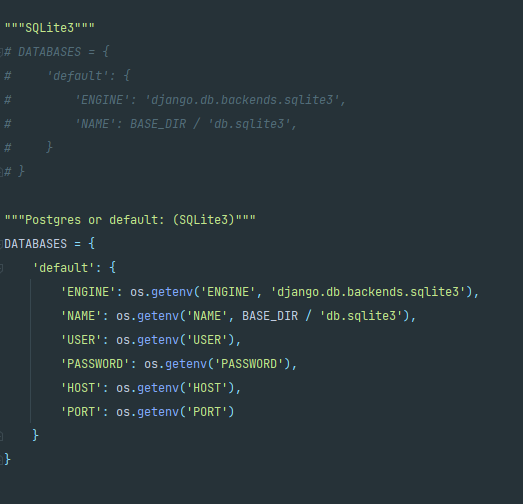 """SQLite3"""
# DATABASES = {
#     'default': {
#         'ENGINE': 'django.db.backends.sqlite3',
#         'NAME': BASE_DIR / 'db.sqlite3',
#     }
# }
"""Postgres or default: (SQLite3)"""
DATABASES = {
    'default': {
        'ENGINE': os.getenv('ENGINE', 'django.db.backends.sqlite3'),
        'NAME': os.getenv('NAME', BASE_DIR / 'db.sqlite3'),
        'USER': os.getenv('USER'),
        'PASSWORD': os.getenv('PASSWORD'),
        'HOST': os.getenv('HOST'),
        'PORT': os.getenv('PORT')
    }
}